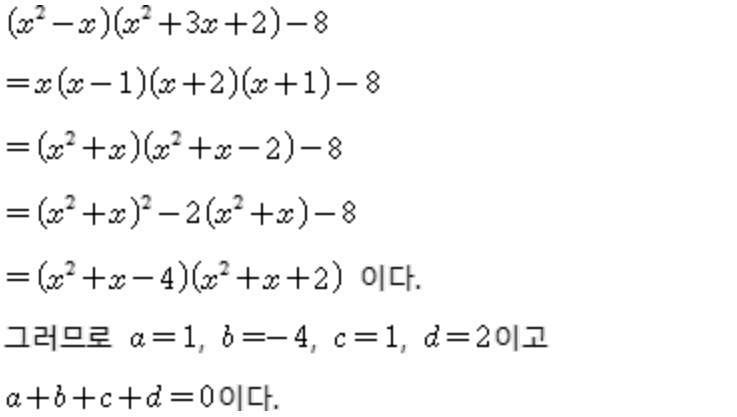 (x²－x)(x²＋3x＋2)－8
＝x(x－1)(x＋2)(x＋1)－8
＝(x²＋x)(x²＋x－2)－8
＝(x²＋x)²－2(x²＋x)－8
＝(x²＋x－4)(x²＋x＋2) 이다.
그러므로 a＝1, b＝－4, c＝1, d＝2이고
a＋b＋c＋d＝0이다.